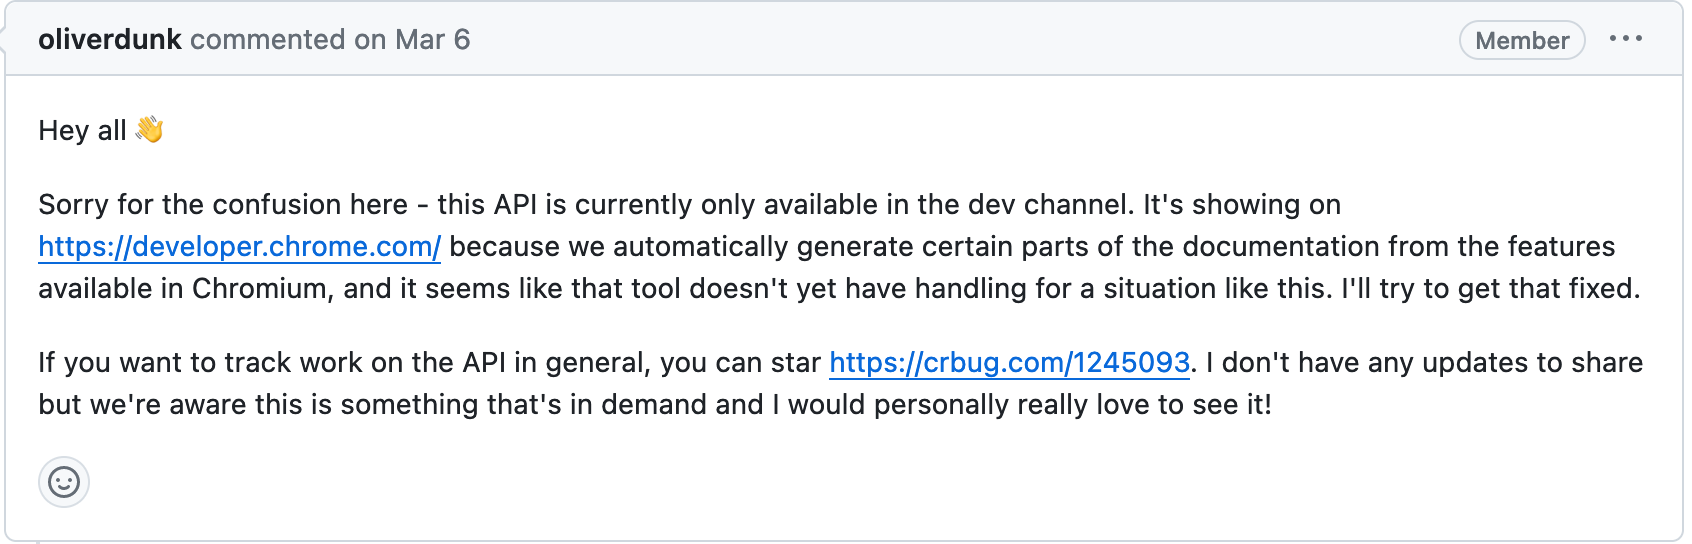 oliverdunk commented on Mar 6
Member
Hey all 👋
Sorry for the confusion here - this API is currently only available in the dev channel. It's showing on
https://developer.chrome.com/ because we automatically generate certain parts of the documentation from the features
available in Chromium, and it seems like that tool doesn't yet have handling for a situation like this. I'll try to get that fixed.
If you want to track work on the API in general, you can star https://crbug.com/1245093. I don't have any updates to share
but we're aware this is something that's in demand and I would personally really love to see it!